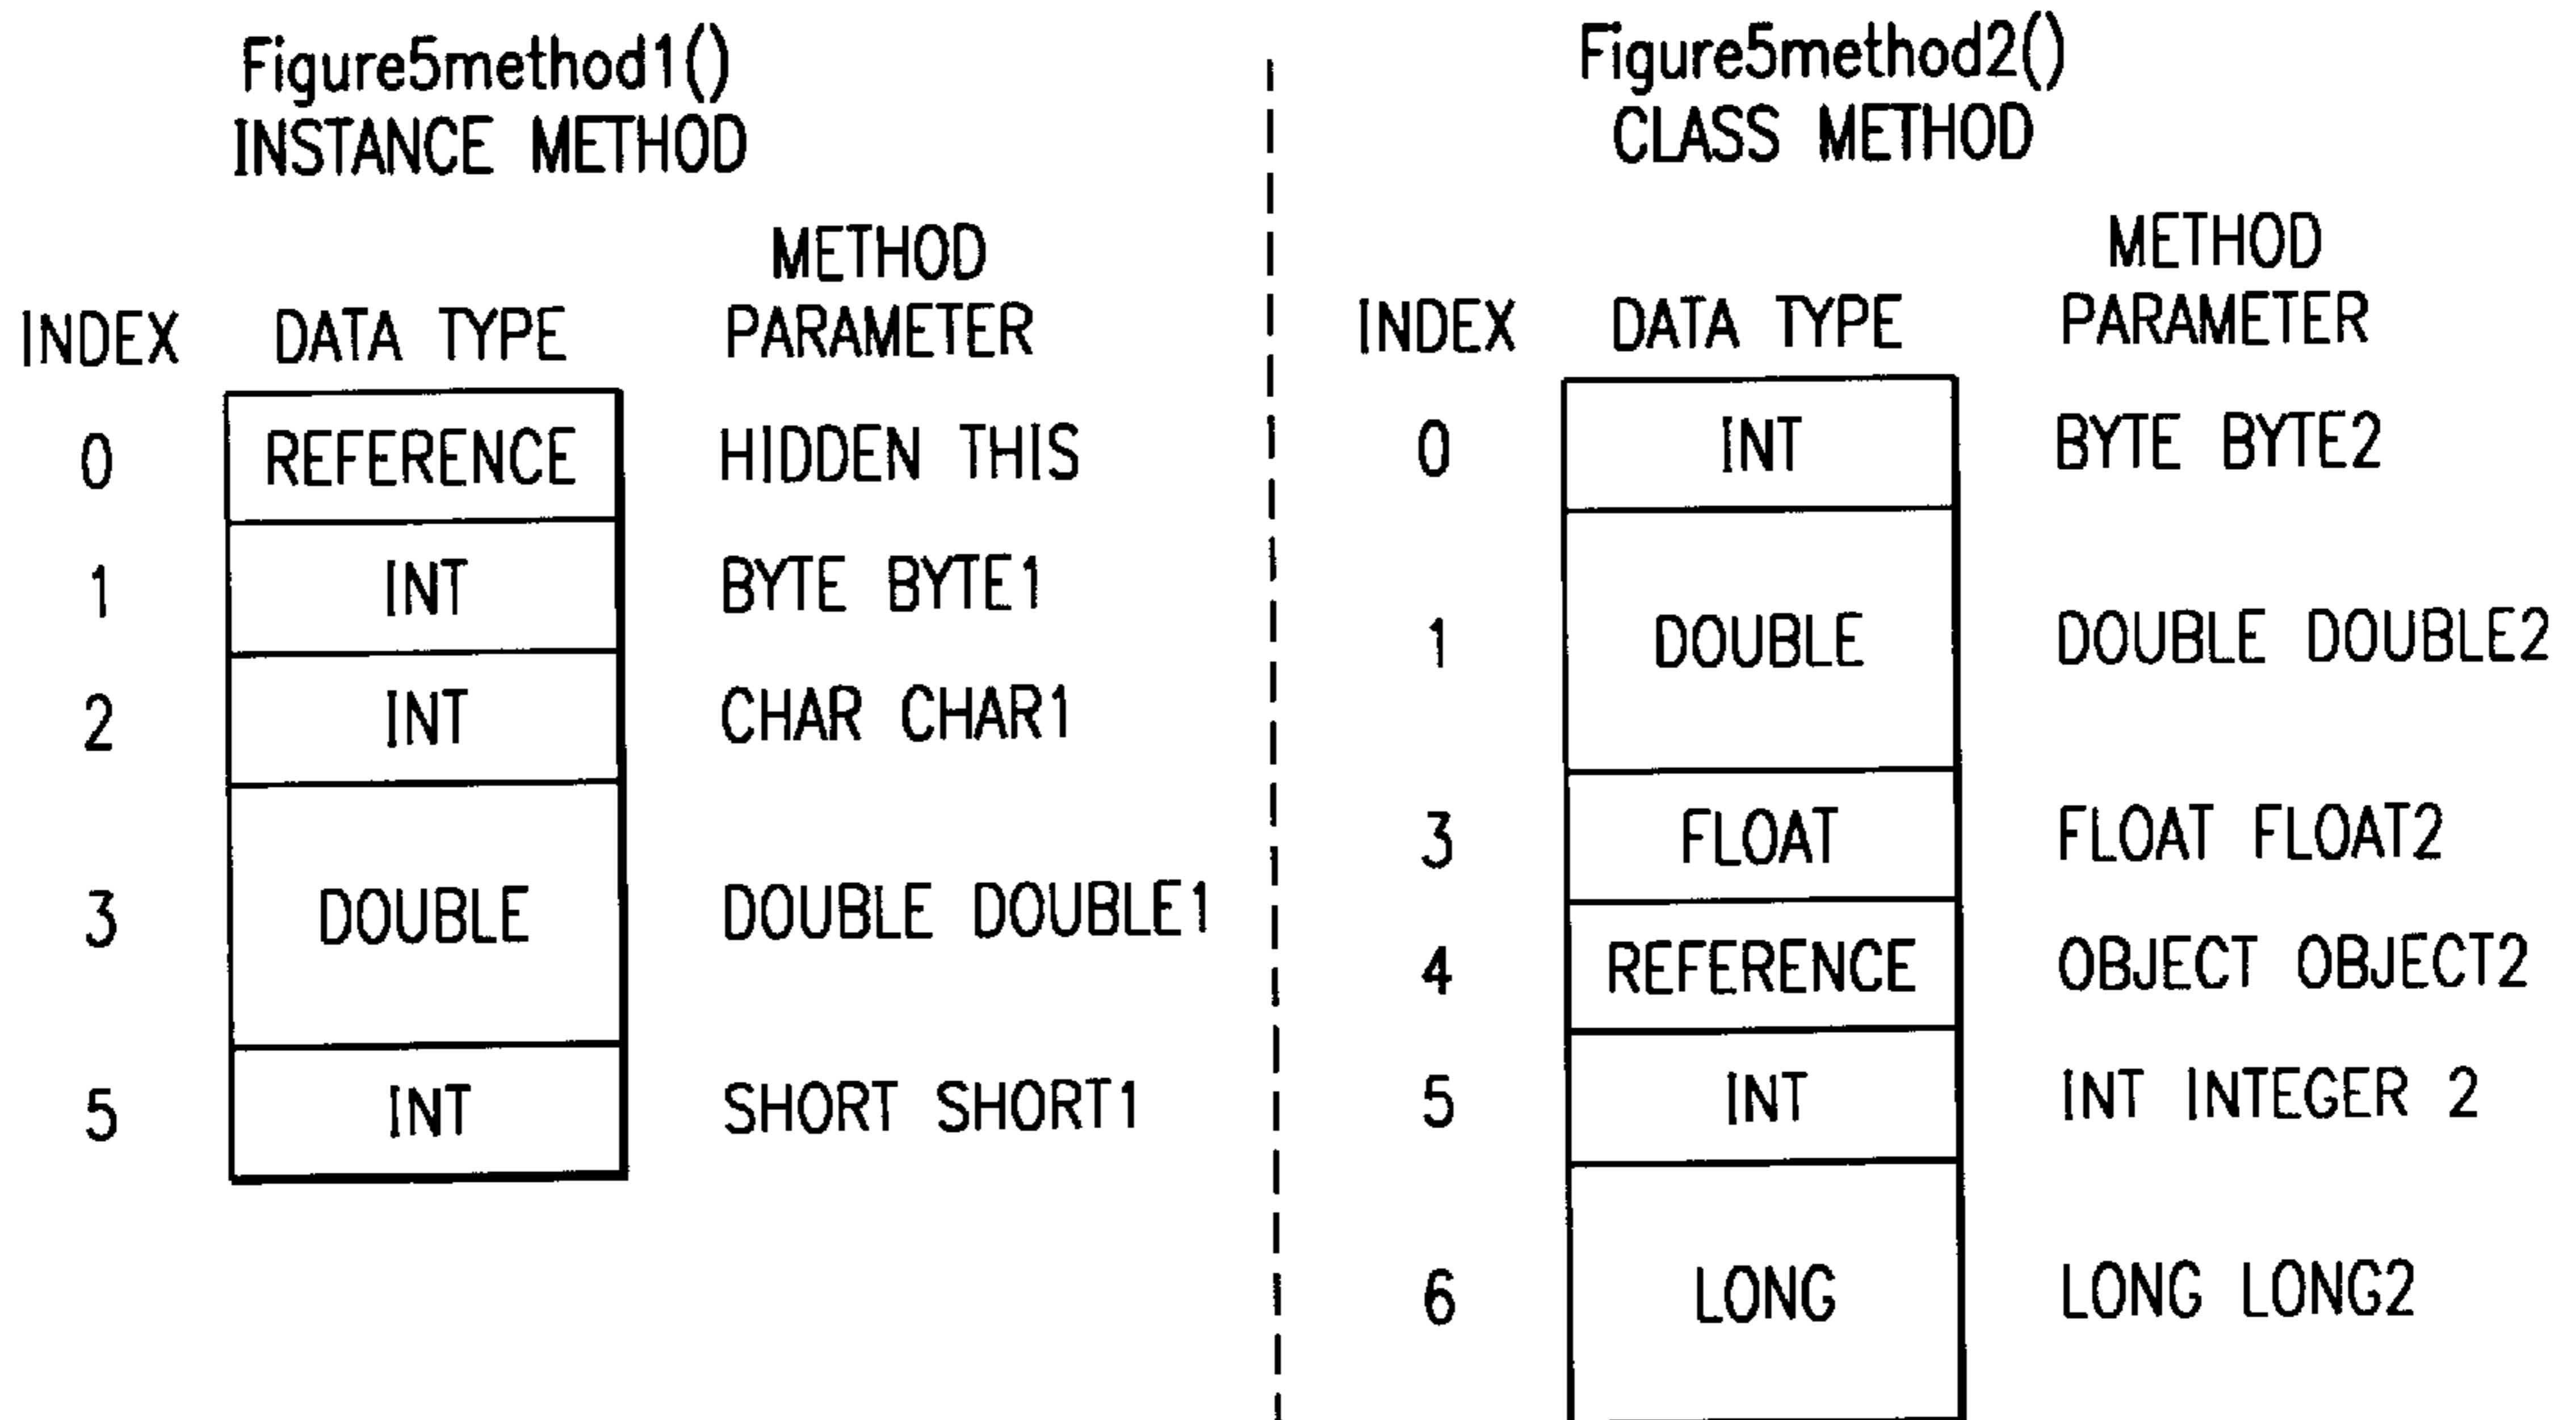 Figure5method1()
INSTANCE METHOD
INDEX DATA TYPE METHOD PARAMETER
0 REFERENCE HIDDEN THIS
1 INT BYTE BYTE1
2 INT CHAR CHAR1
3 DOUBLE DOUBLE DOUBLE1
5 INT SHORT SHORT1
Figure5method2()
CLASS METHOD
INDEX DATA TYPE METHOD PARAMETER
0 INT BYTE BYTE2
1 DOUBLE DOUBLE DOUBLE2
3 FLOAT FLOAT FLOAT2
4 REFERENCE OBJECT OBJECT2
5 INT INT INTEGER 2
6 LONG LONG LONG2